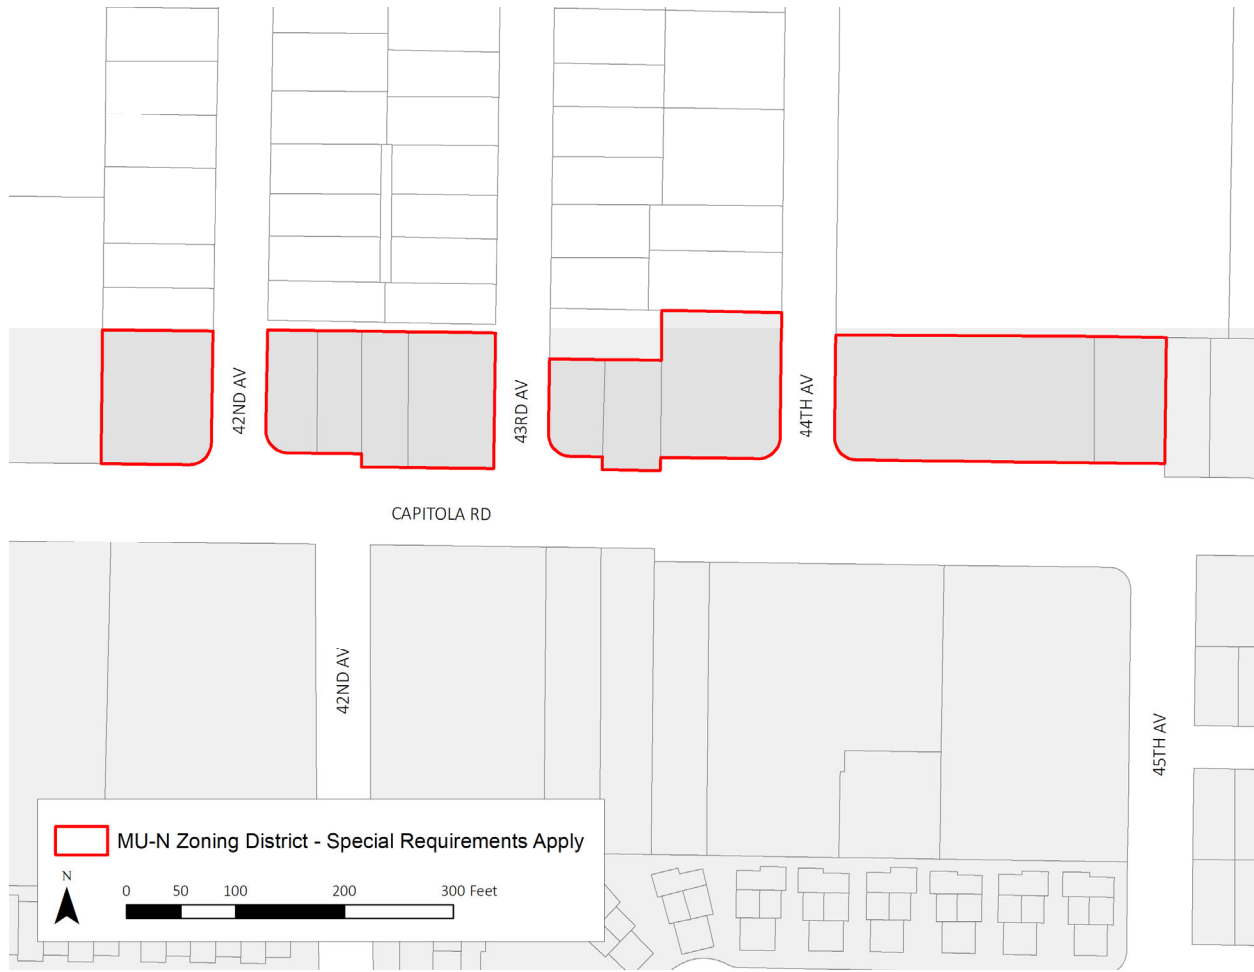 42ND AV
43RD AV
44TH AV
CAPITOLA RD
42ND AV
45TH AV
MU-N Zoning District - Special Requirements Apply
N
0 50 100 200 300 Feet